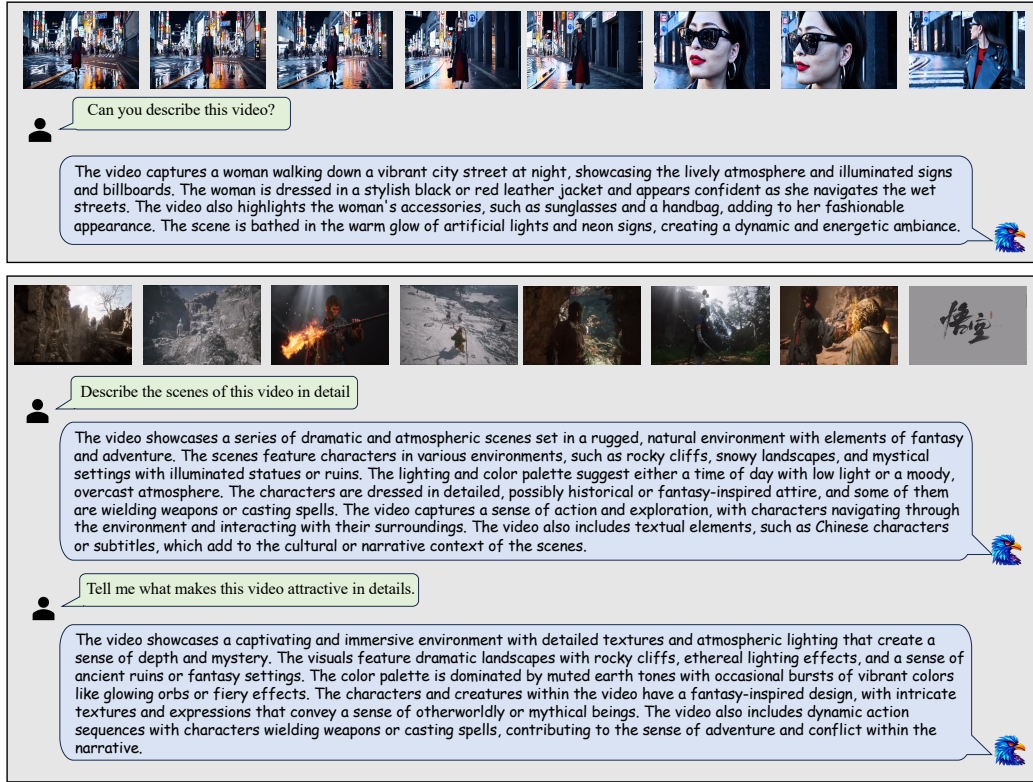 Can you describe this video?
The video captures a woman walking down a vibrant city street at night, showcasing the lively atmosphere and illuminated signs
and billboards. The woman is dressed in a stylish black or red leather jacket and appears confident as she navigates the wet
streets. The video also highlights the woman's accessories, such as sunglasses and a handbag, adding to her fashionable
appearance. The scene is bathed in the warm glow of artificial lights and neon signs, creating a dynamic and energetic ambiance.
悟空
Describe the scenes of this video in detail
The video showcases a series of dramatic and atmospheric scenes set in a rugged, natural environment with elements of fantasy
and adventure. The scenes feature characters in various environments, such as rocky cliffs, snowy landscapes, and mystical
settings with illuminated statues or ruins. The lighting and color palette suggest either a time of day with low light or a moody,
overcast atmosphere. The characters are dressed in detailed, possibly historical or fantasy-inspired attire, and some of them
are wielding weapons or casting spells. The video captures a sense of action and exploration, with characters navigating through
the environment and interacting with their surroundings. The video also includes textual elements, such as Chinese characters
or subtitles, which add to the cultural or narrative context of the scenes.
Tell me what makes this video attractive in details.
The video showcases a captivating and immersive environment with detailed textures and atmospheric lighting that create a
sense of depth and mystery. The visuals feature dramatic landscapes with rocky cliffs, ethereal lighting effects, and a sense of
ancient ruins or fantasy settings. The color palette is dominated by muted earth tones with occasional bursts of vibrant colors
like glowing orbs or fiery effects. The characters and creatures within the video have a fantasy-inspired design, with intricate
textures and expressions that convey a sense of otherworldly or mythical beings. The video also includes dynamic action
sequences with characters wielding weapons or casting spells, contributing to the sense of adventure and conflict within the
narrative.